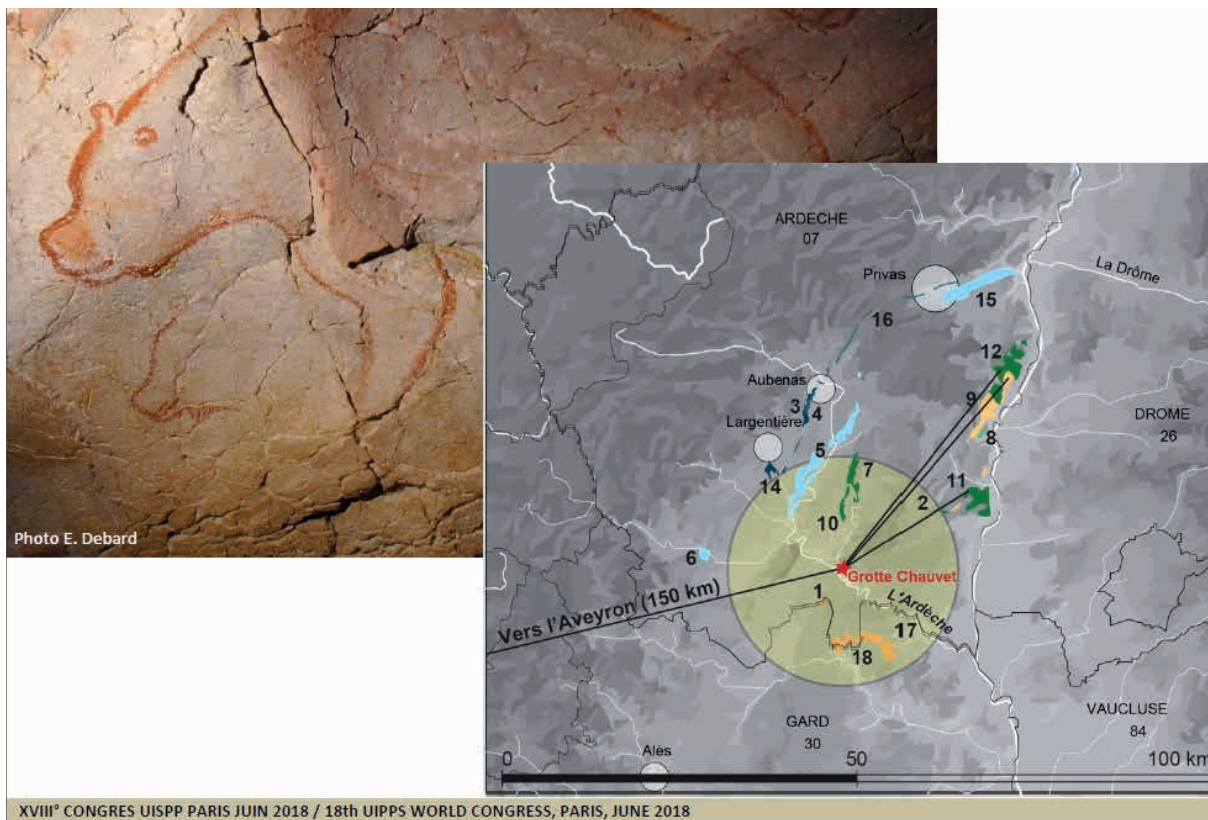 Photo E. Debard
ARDECHE
07
Privas
La Drôme
15
16
12
Aubenas
3
4
9
DROME
26
Largentière
8
5
7
14
11
2
10
6
Grotte Chauvet
Vers l'Aveyron (150 km)
1
L'Ardèche
17
18
GARD
30
VAUCLUSE
84
Alès
0
50
100 km
XVIII° CONGRES UISPP PARIS JUIN 2018 / 18th UIPPS WORLD CONGRESS, PARIS, JUNE 2018